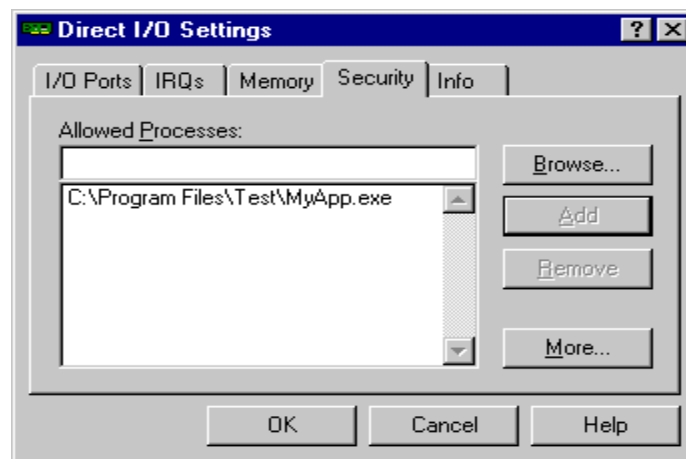 Direct I/O Settings
I/O Ports IRQs Memory Security Info
Allowed Processes:
Browse...
C:\Program Files\Test\MyApp.exe
Add
Remove
More...
OK Cancel Help